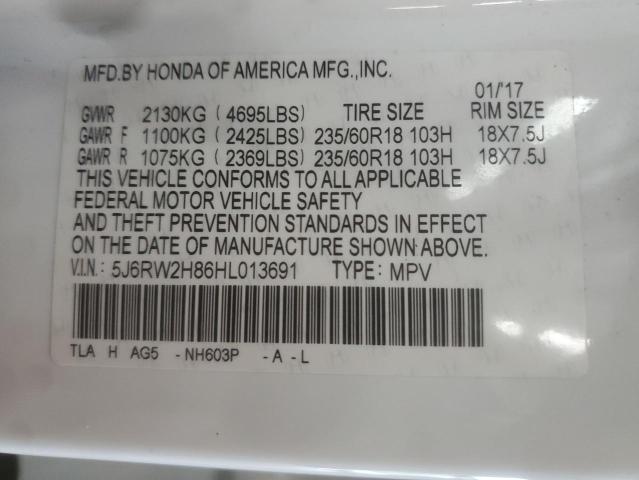 MFD.BY HONDA OF AMERICA MFG.,INC.
01/17
GVWR 2130KG (4695LBS) TIRE SIZE RIM SIZE
GAWR F 1100KG (2425LBS) 235/60R18 103H 18X7.5J
GAWR R 1075KG (2369LBS) 235/60R18 103H 18X7.5J
THIS VEHICLE CONFORMS TO ALL APPLICABLE
FEDERAL MOTOR VEHICLE SAFETY
AND THEFT PREVENTION STANDARDS IN EFFECT
ON THE DATE OF MANUFACTURE SHOWN ABOVE.
V.I.N.: 5J6RW2H86HL013691 TYPE: MPV
TLA H AG5 -NH603P -A-L